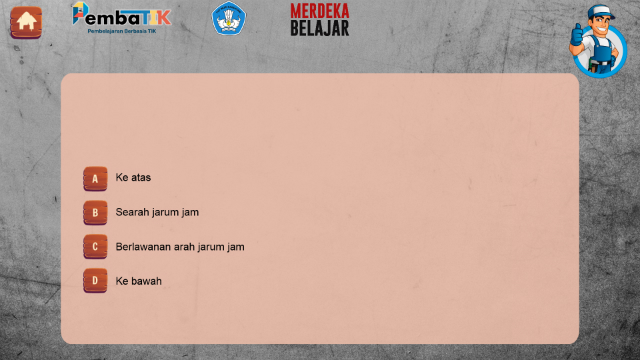 PembaTIK
Pembelajaran Berbasis TIK
MERDEKA
BELAJAR
A Ke atas
B Searah jarum jam
C Berlawanan arah jarum jam
D Ke bawah